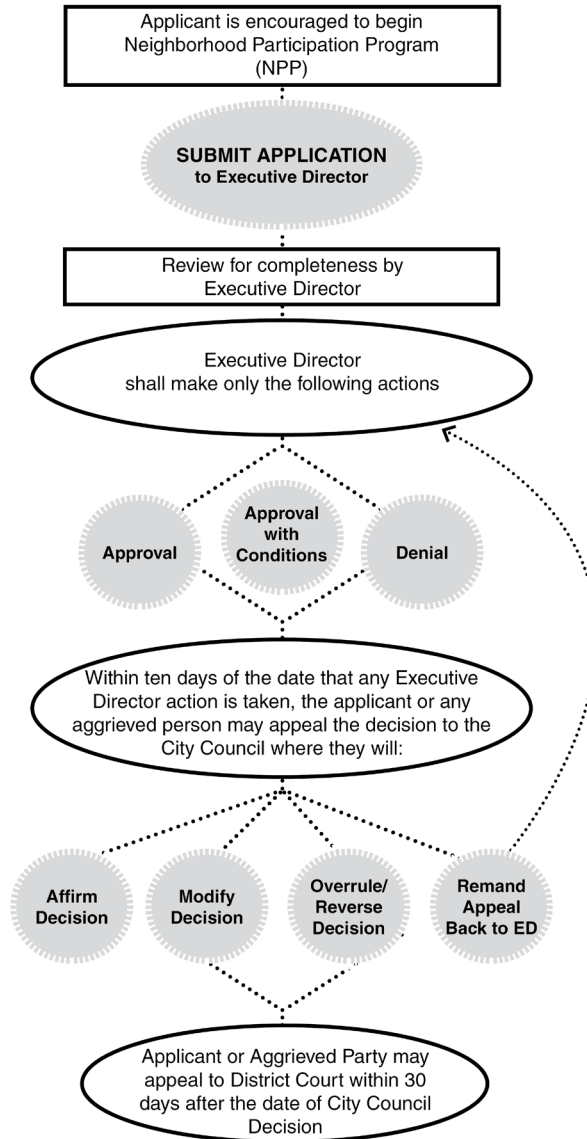 Applicant is encouraged to begin
Neighborhood Participation Program
(NPP)
SUBMIT APPLICATION
to Executive Director
Review for completeness by
Executive Director
Executive Director
shall make only the following actions
Approval
Approval
with
Conditions
Denial
Within ten days of the date that any Executive
Director action is taken, the applicant or any
aggrieved person may appeal the decision to the
City Council where they will:
Affirm
Decision
Modify
Decision
Overrule/
Reverse
Decision
Remand
Appeal
Back to ED
Applicant or Aggrieved Party may
appeal to District Court within 30
days after the date of City Council
Decision